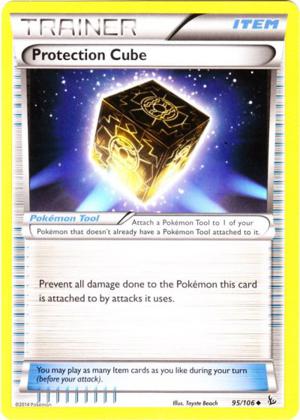 TRAINER ITEM
Protection Cube
Pokémon Tool
Attach a Pokémon Tool to 1 of your
Pokémon that doesn't already have a Pokémon Tool attached to it.
Prevent all damage done to the Pokémon this card
is attached to by attacks it uses.
You may play as many Item cards as you like during your turn
(before your attack).
©2014 Pokémon
Illus. Toyste Beach 95/106